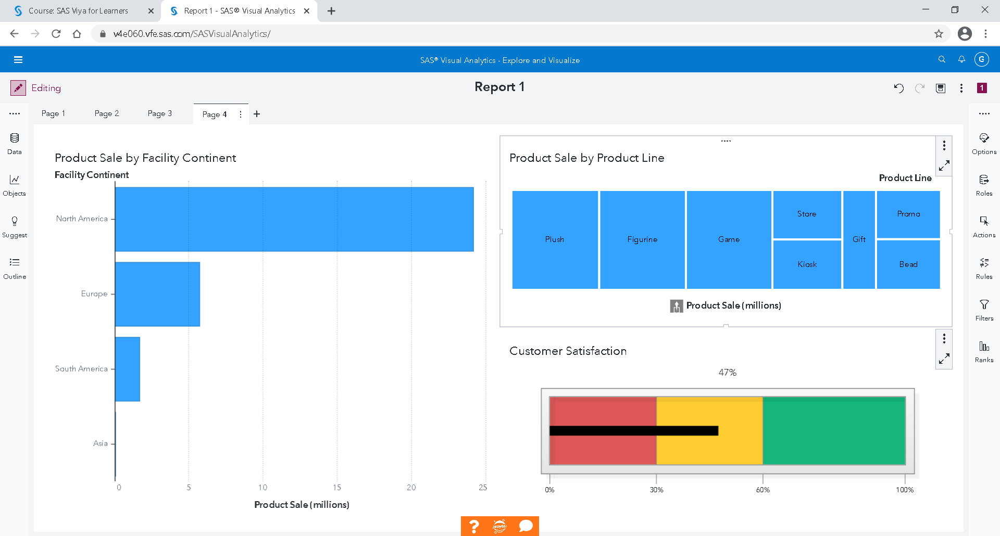 Course: SAS Viya for Learners
Report 1 - SAS® Visual Analytics
v4e060.vfe.sas.com/SASVisualAnalytics/
SAS® Visual Analytics - Explore and Visualize
G
Editing
Report 1
1
Page 1
Page 2
Page 3
Page 4
Data
Objects
Suggest
Outline
Product Sale by Facility Continent
Facility Continent
North America
Europe
South America
Asia
0
5
10
15
20
25
Product Sale (millions)
Product Sale by Product Line
Product Line
Plush
Figurine
Game
Store
Kiosk
Gift
Promo
Bead
Product Sale (millions)
Customer Satisfaction
47%
0%
30%
60%
100%
Options
Roles
Actions
Rules
Filters
Ranks
?
jupyter